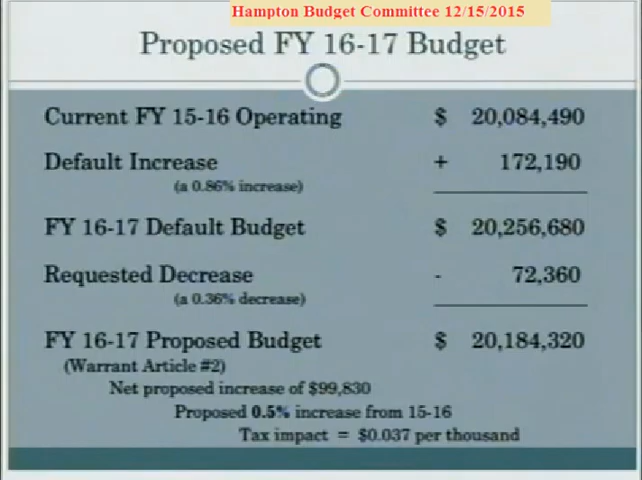 Hampton Budget Committee 12/15/2015
Proposed FY 16-17 Budget
Current FY 15-16 Operating $ 20,084,490
Default Increase + 172,190
(a 0.86% increase)
FY 16-17 Default Budget $ 20,256,680
Requested Decrease - 72,360
(a 0.36% decrease)
FY 16-17 Proposed Budget $ 20,184,320
(Warrant Article #2)
Net proposed increase of $99,830
Proposed 0.5% increase from 15-16
Tax impact = $0.037 per thousand